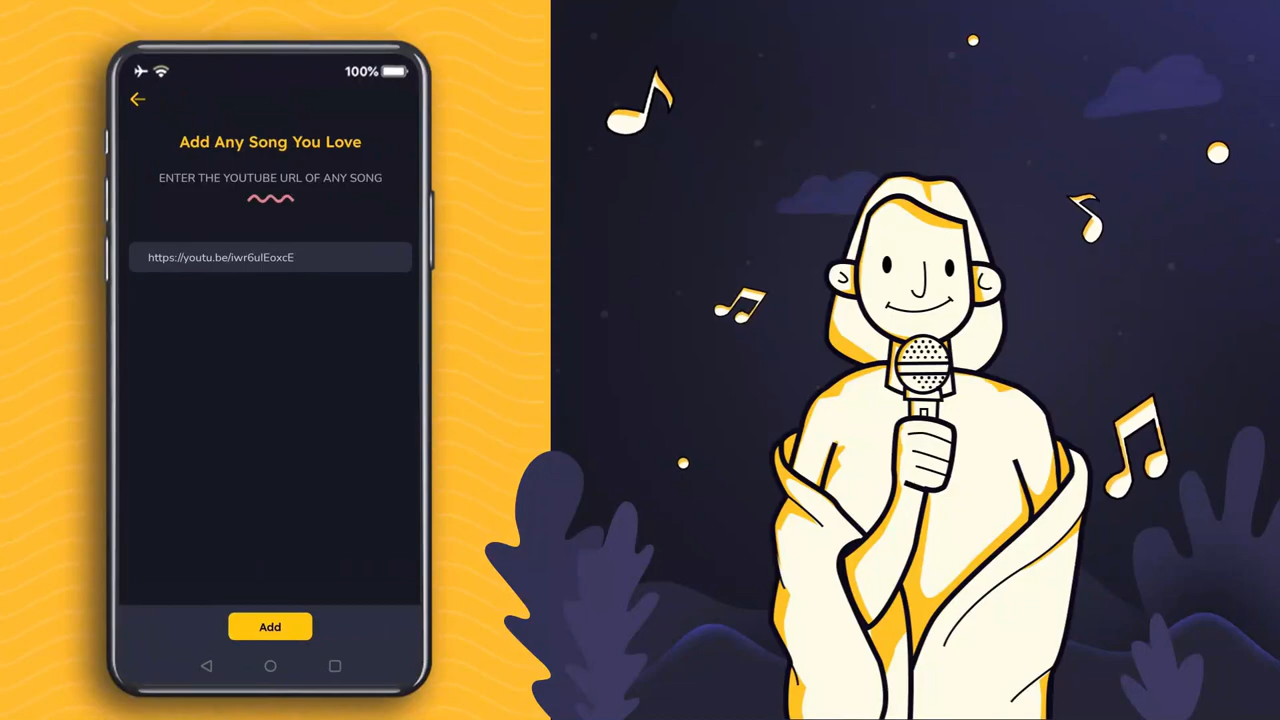 100%
Add Any Song You Love
ENTER THE YOUTUBE URL OF ANY SONG
https://youtu.be/iwr6ulEoxcE
Add